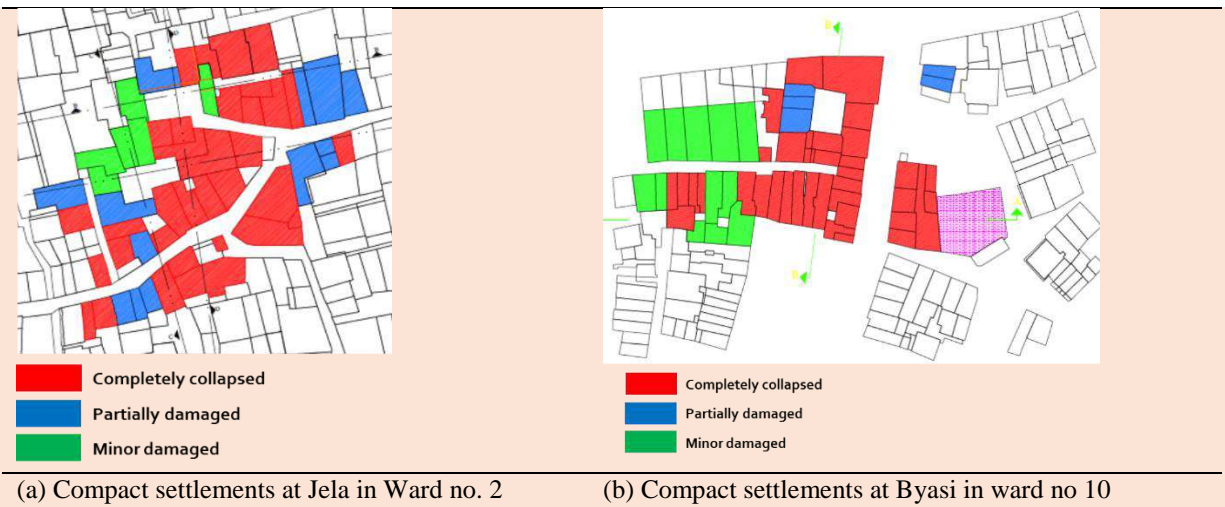 Completely collapsed
Partially damaged
Minor damaged
Completely collapsed
Partially damaged
Minor damaged
(a) Compact settlements at Jela in Ward no. 2
(b) Compact settlements at Byasi in ward no 10